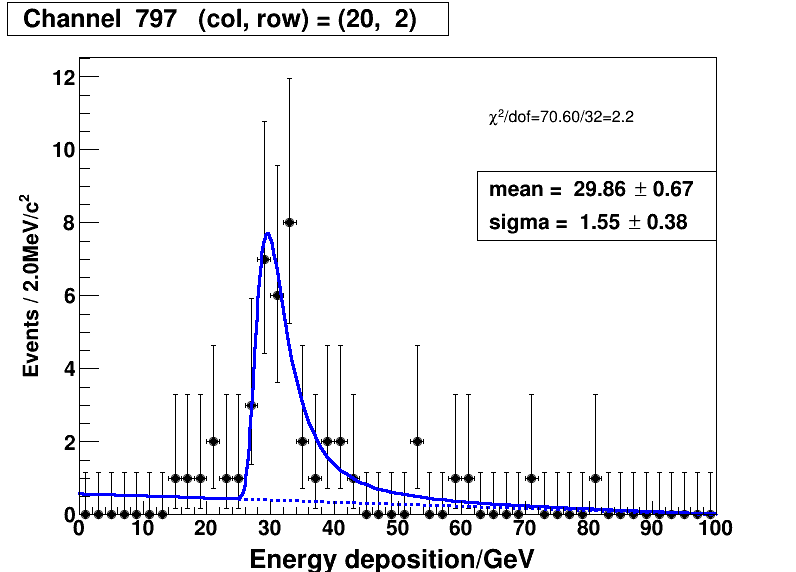 Channel 797 (col, row) = (20, 2)
χ²/dof=70.60/32=2.2
mean = 29.86 ± 0.67
sigma = 1.55 ± 0.38
Events / 2.0MeV/c²
12
10
8
6
4
2
0
0 10 20 30 40 50 60 70 80 90 100
Energy deposition/GeV